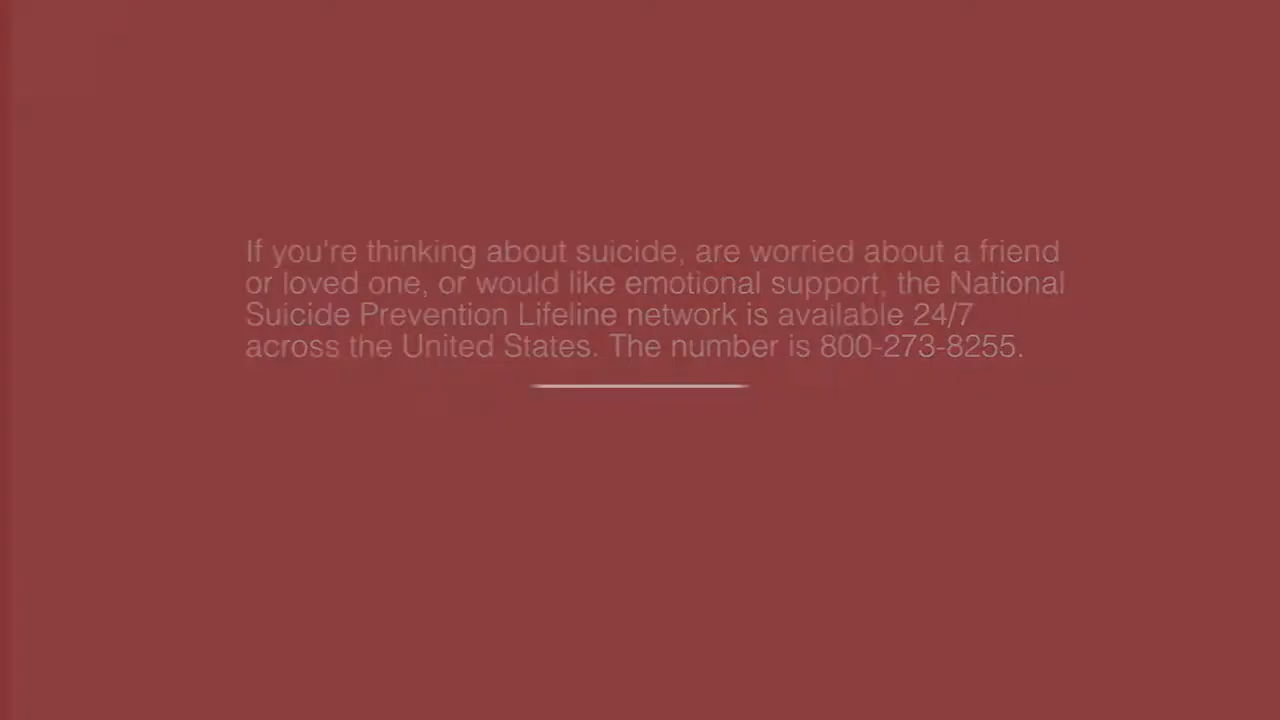 If you're thinking about suicide, are worried about a friend
or loved one, or would like emotional support, the National
Suicide Prevention Lifeline network is available 24/7
across the United States. The number is 800-273-8255.